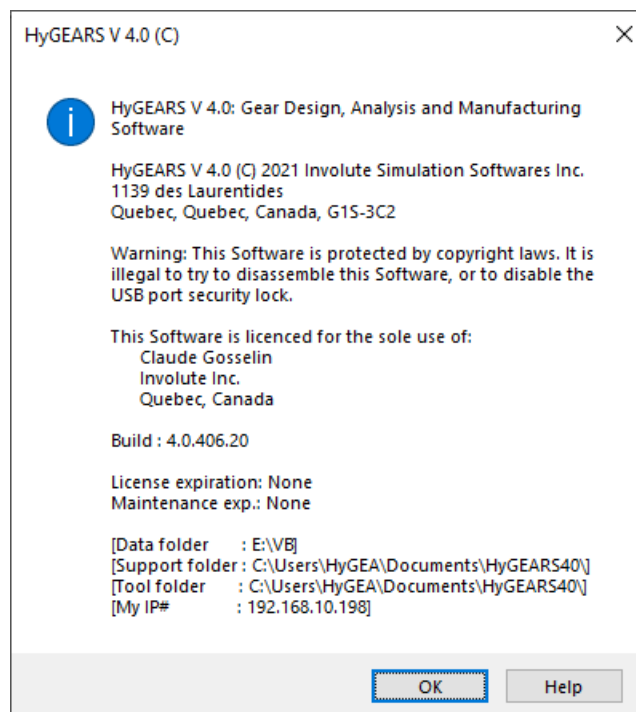 HyGEARS V 4.0 (C)
HyGEARS V 4.0: Gear Design, Analysis and Manufacturing
Software
HyGEARS V 4.0 (C) 2021 Involute Simulation Softwares Inc.
1139 des Laurentides
Quebec, Quebec, Canada, G1S-3C2
Warning: This Software is protected by copyright laws. It is
illegal to try to disassemble this Software, or to disable the
USB port security lock.
This Software is licenced for the sole use of:
Claude Gosselin
Involute Inc.
Quebec, Canada
Build : 4.0.406.20
License expiration: None
Maintenance exp.: None
[Data folder : E:\VB]
[Support folder : C:\Users\HyGEA\Documents\HyGEARS40\]
[Tool folder : C:\Users\HyGEA\Documents\HyGEARS40\]
[My IP# : 192.168.10.198]
OK Help